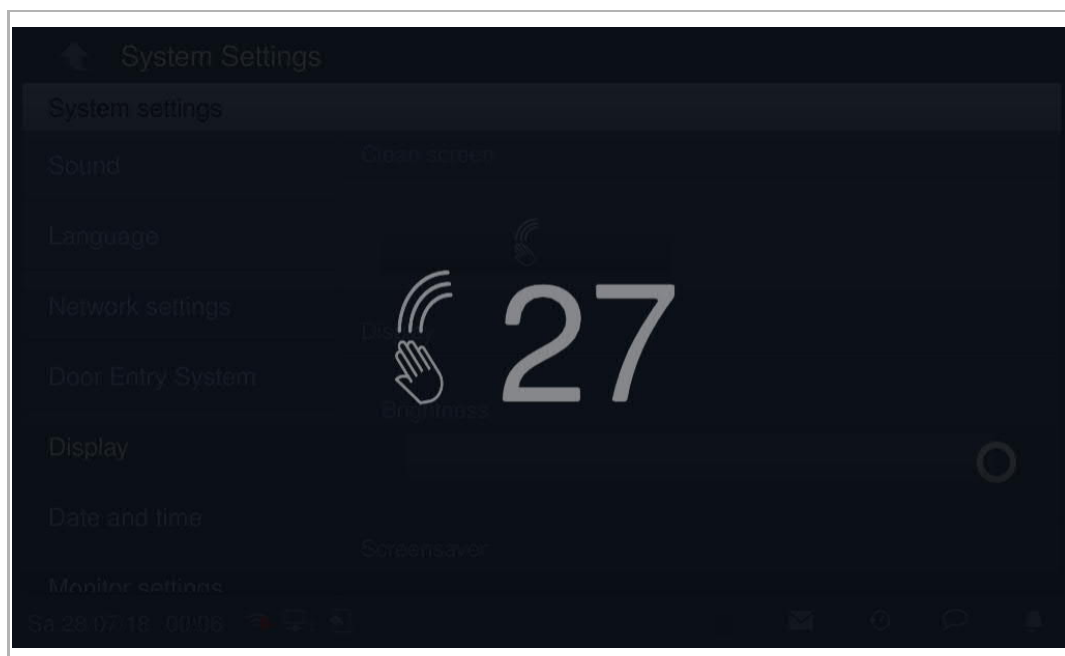 System Settings
System settings
Sound
Clean screen
Language
27
Network settings
Display
Door Entry System
Brightness
Display
Date and time
Screensaver
Monitor settings
Sa 28.07.18 00:06